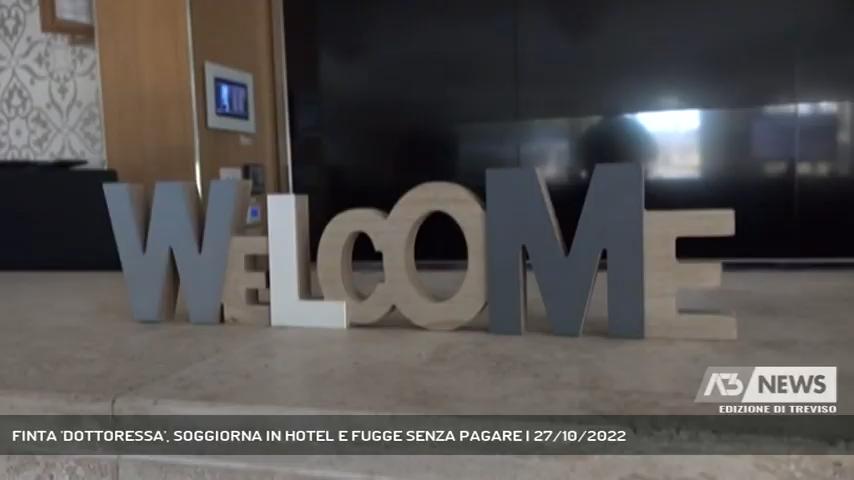 WELCOME
A3 NEWS
EDIZIONE DI TREVISO
FINTA 'DOTTORESSA', SOGGIORNA IN HOTEL E FUGGE SENZA PAGARE | 27/10/2022